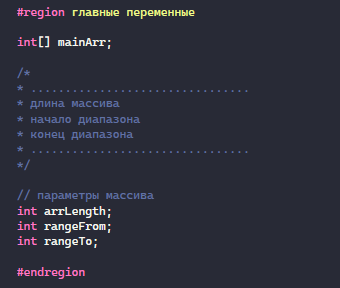 #region главные переменные
int[] mainArr;
/*
* ................................
* длина массива
* начало диапазона
* конец диапазона
* ................................
*/
// параметры массива
int arrLength;
int rangeFrom;
int rangeTo;
#endregion